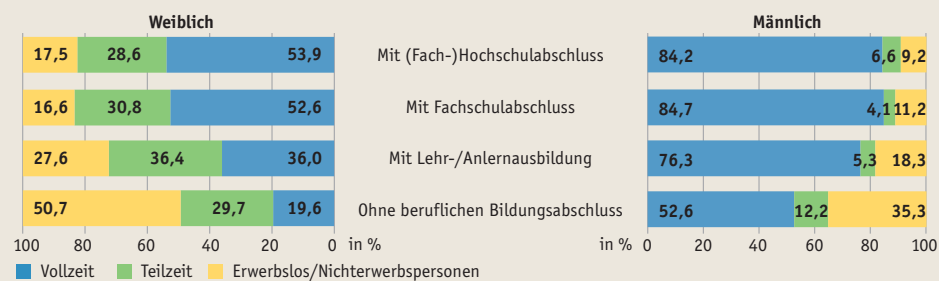 Weiblich Männlich
17,5 28,6 53,9 Mit (Fach-)Hochschulabschluss 84,2 6,6 9,2
16,6 30,8 52,6 Mit Fachschulabschluss 84,7 4,1 11,2
27,6 36,4 36,0 Mit Lehr-/Anlernausbildung 76,3 5,3 18,3
50,7 29,7 19,6 Ohne beruflichen Bildungsabschluss 52,6 12,2 35,3
100 80 60 40 20 0 in % in % 0 20 40 60 80 100
Vollzeit Teilzeit Erwerbslos/Nichterwerbspersonen